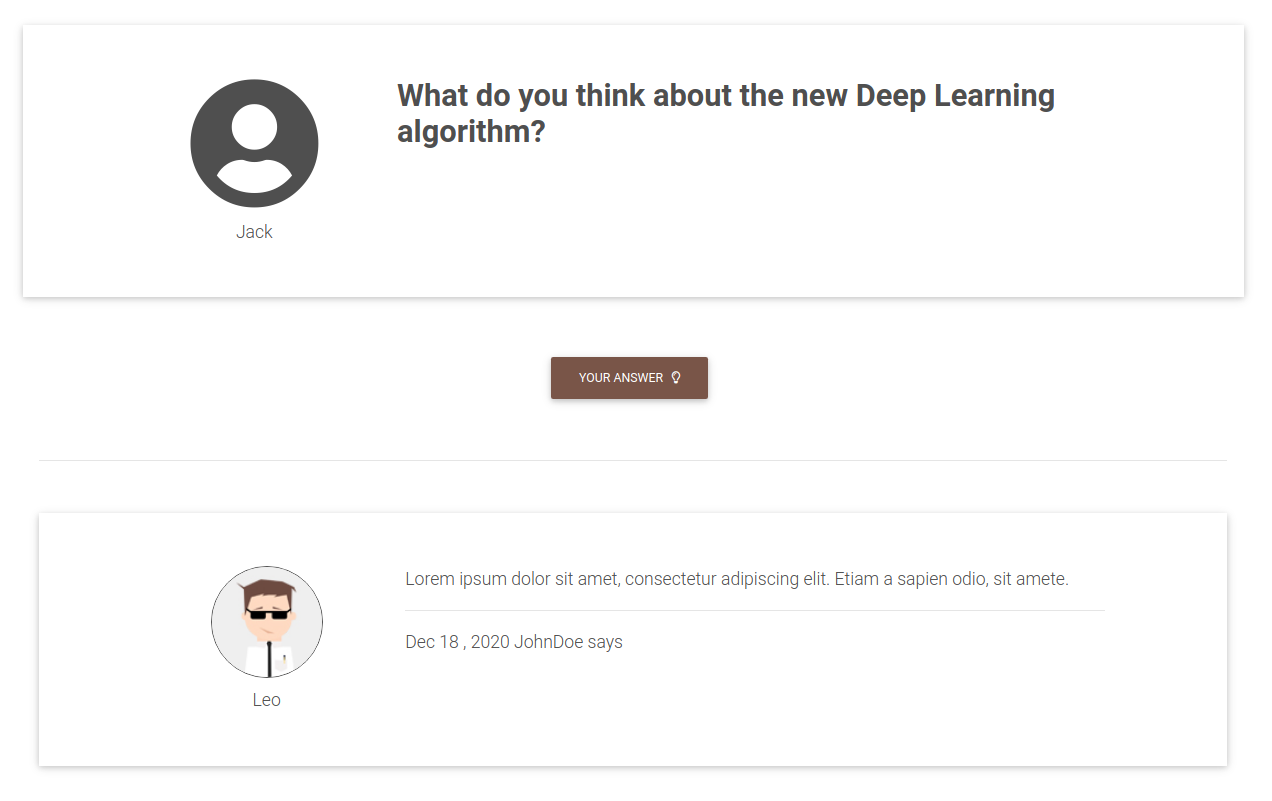 What do you think about the new Deep Learning
algorithm?
Jack
YOUR ANSWER
Lorem ipsum dolor sit amet, consectetur adipiscing elit. Etiam a sapien odio, sit amete.
Dec 18 , 2020 JohnDoe says
Leo